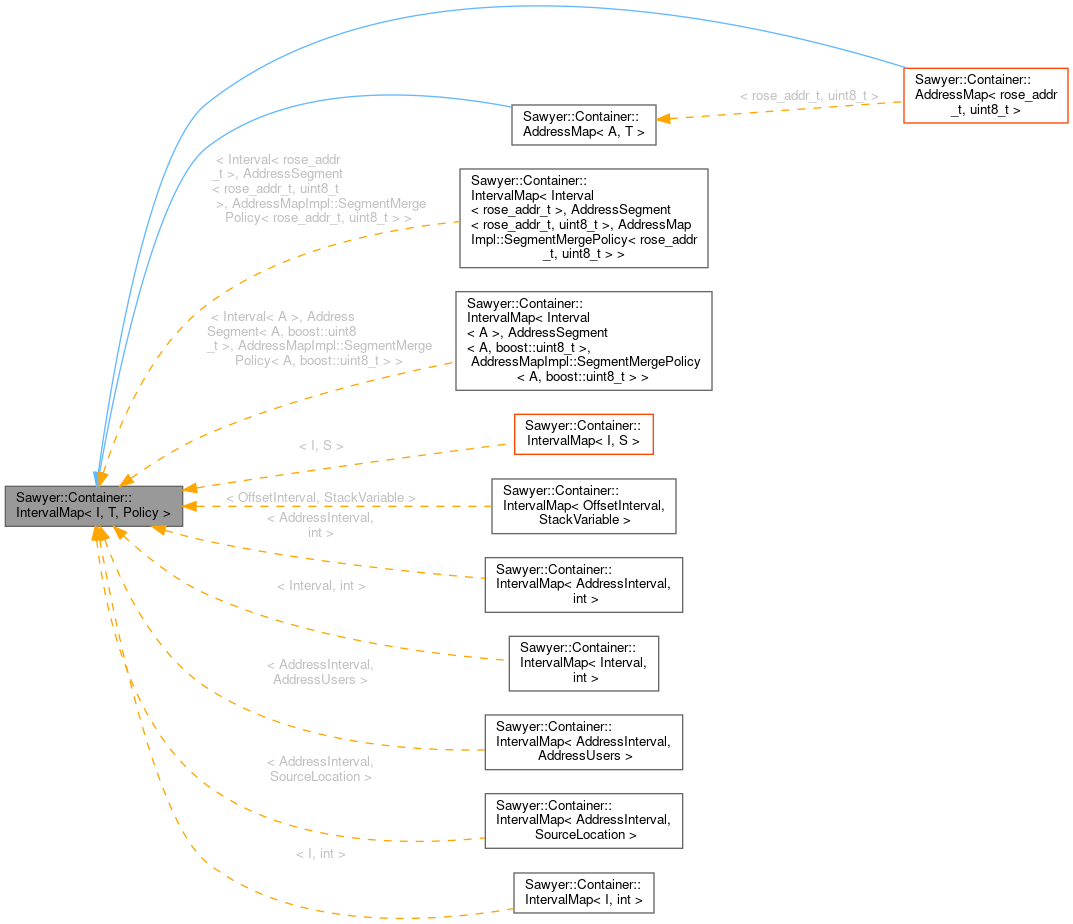 Sawyer::Container::
AddressMap< rose_addr
_t, uint8_t >
< rose_addr_t, uint8_t >
Sawyer::Container::
AddressMap< A, T >
< Interval< rose_addr
_t >, AddressSegment
< rose_addr_t, uint8_t
>, AddressMapImpl::SegmentMerge
Policy< rose_addr_t, uint8_t > >
Sawyer::Container::
IntervalMap< Interval
< rose_addr_t >, AddressSegment
< rose_addr_t, uint8_t >, AddressMap
Impl::SegmentMergePolicy< rose_addr
_t, uint8_t > >
< Interval< A >, Address
Segment< A, boost::uint8
_t >, AddressMapImpl::SegmentMerge
Policy< A, boost::uint8_t > >
Sawyer::Container::
IntervalMap< Interval
< A >, AddressSegment
< A, boost::uint8_t >,
AddressMapImpl::SegmentMergePolicy
< A, boost::uint8_t > >
< I, S >
Sawyer::Container::
IntervalMap< I, S >
Sawyer::Container::
IntervalMap< I, T, Policy >
< OffsetInterval, StackVariable >
Sawyer::Container::
IntervalMap< OffsetInterval,
StackVariable >
< AddressInterval,
int >
Sawyer::Container::
IntervalMap< AddressInterval,
int >
< Interval, int >
Sawyer::Container::
IntervalMap< Interval,
int >
< AddressInterval,
AddressUsers >
Sawyer::Container::
IntervalMap< AddressInterval,
AddressUsers >
< AddressInterval,
SourceLocation >
Sawyer::Container::
IntervalMap< AddressInterval,
SourceLocation >
< I, int >
Sawyer::Container::
IntervalMap< I, int >